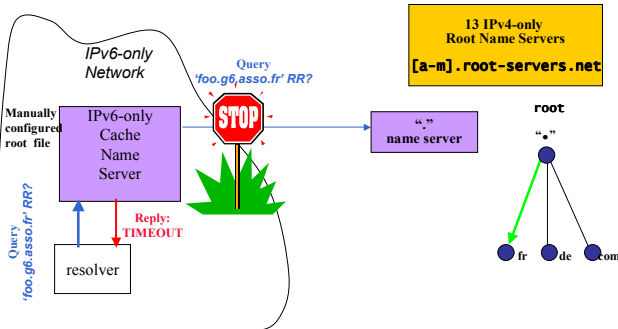 IPv6-only
Network
Query
‘foo.g6.asso.fr’ RR?
13 IPv4-only
Root Name Servers
[a-m].root-servers.net
Manually
configured
root file
IPv6-only
Cache
Name
Server
STOP
“.”
name server
root
“.”
Query
‘foo.g6.asso.fr’ RR?
Reply:
TIMEOUT
resolver
fr
de
com